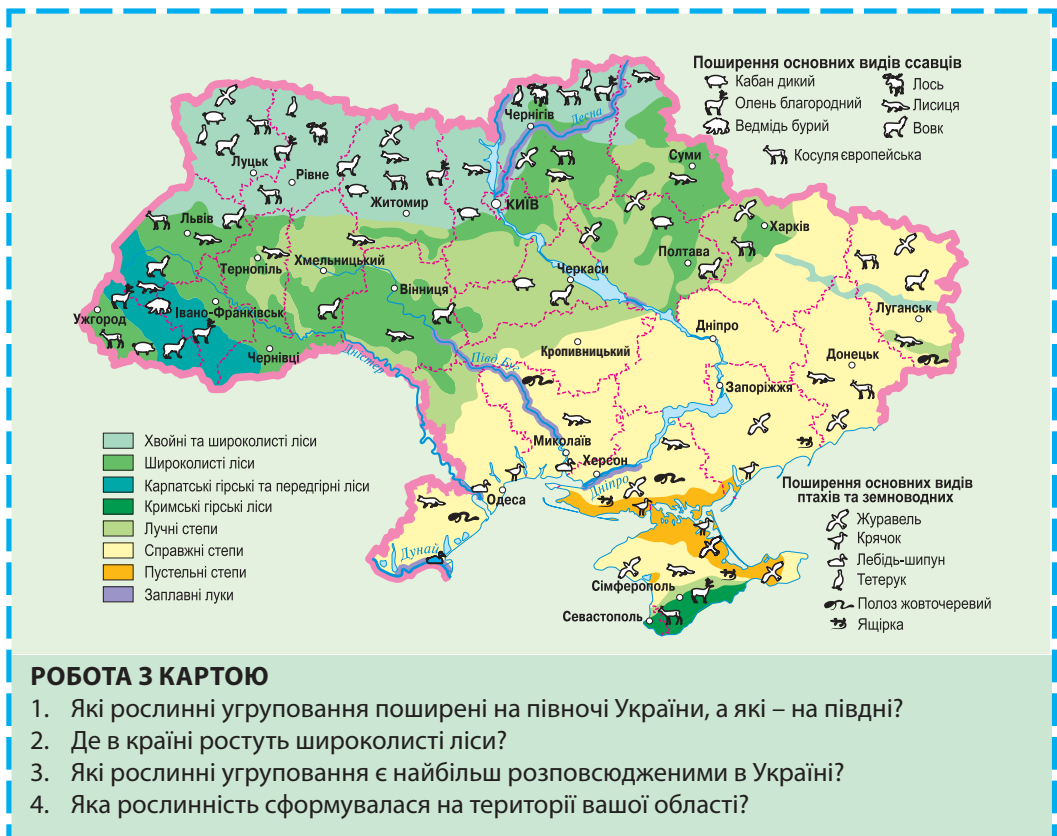 Поширення основних видів ссавців
Кабан дикий
Олень благородний
Ведмідь бурий
Лось
Лисиця
Вовк
Косуля європейська
Чернігів
Десна
Суми
Луцьк
Рівне
Житомир
КИЇВ
Львів
Харків
Полтава
Тернопіль
Хмельницький
Черкаси
Вінниця
Луганськ
Ужгород
Івано-Франківськ
Дніпро
Чернівці
Дністер
Півд. Буг
Кропивницький
Донецьк
Запоріжжя
Миколаїв
Херсон
Дніпро
Одеса
Дунай
Сімферополь
Севастополь
Хвойні та широколисті ліси
Широколисті ліси
Карпатські гірські та передгірні ліси
Кримські гірські ліси
Лучні степи
Справжні степи
Пустельні степи
Заплавні луки
Поширення основних видів
птахів та земноводних
Журавель
Крячок
Лебідь-шипун
Тетерук
Полоз жовточеревий
Ящірка
РОБОТА З КАРТОЮ
1. Які рослинні угруповання поширені на півночі України, а які – на півдні?
2. Де в країні ростуть широколисті ліси?
3. Які рослинні угруповання є найбільш розповсюдженими в Україні?
4. Яка рослинність сформувалася на території вашої області?